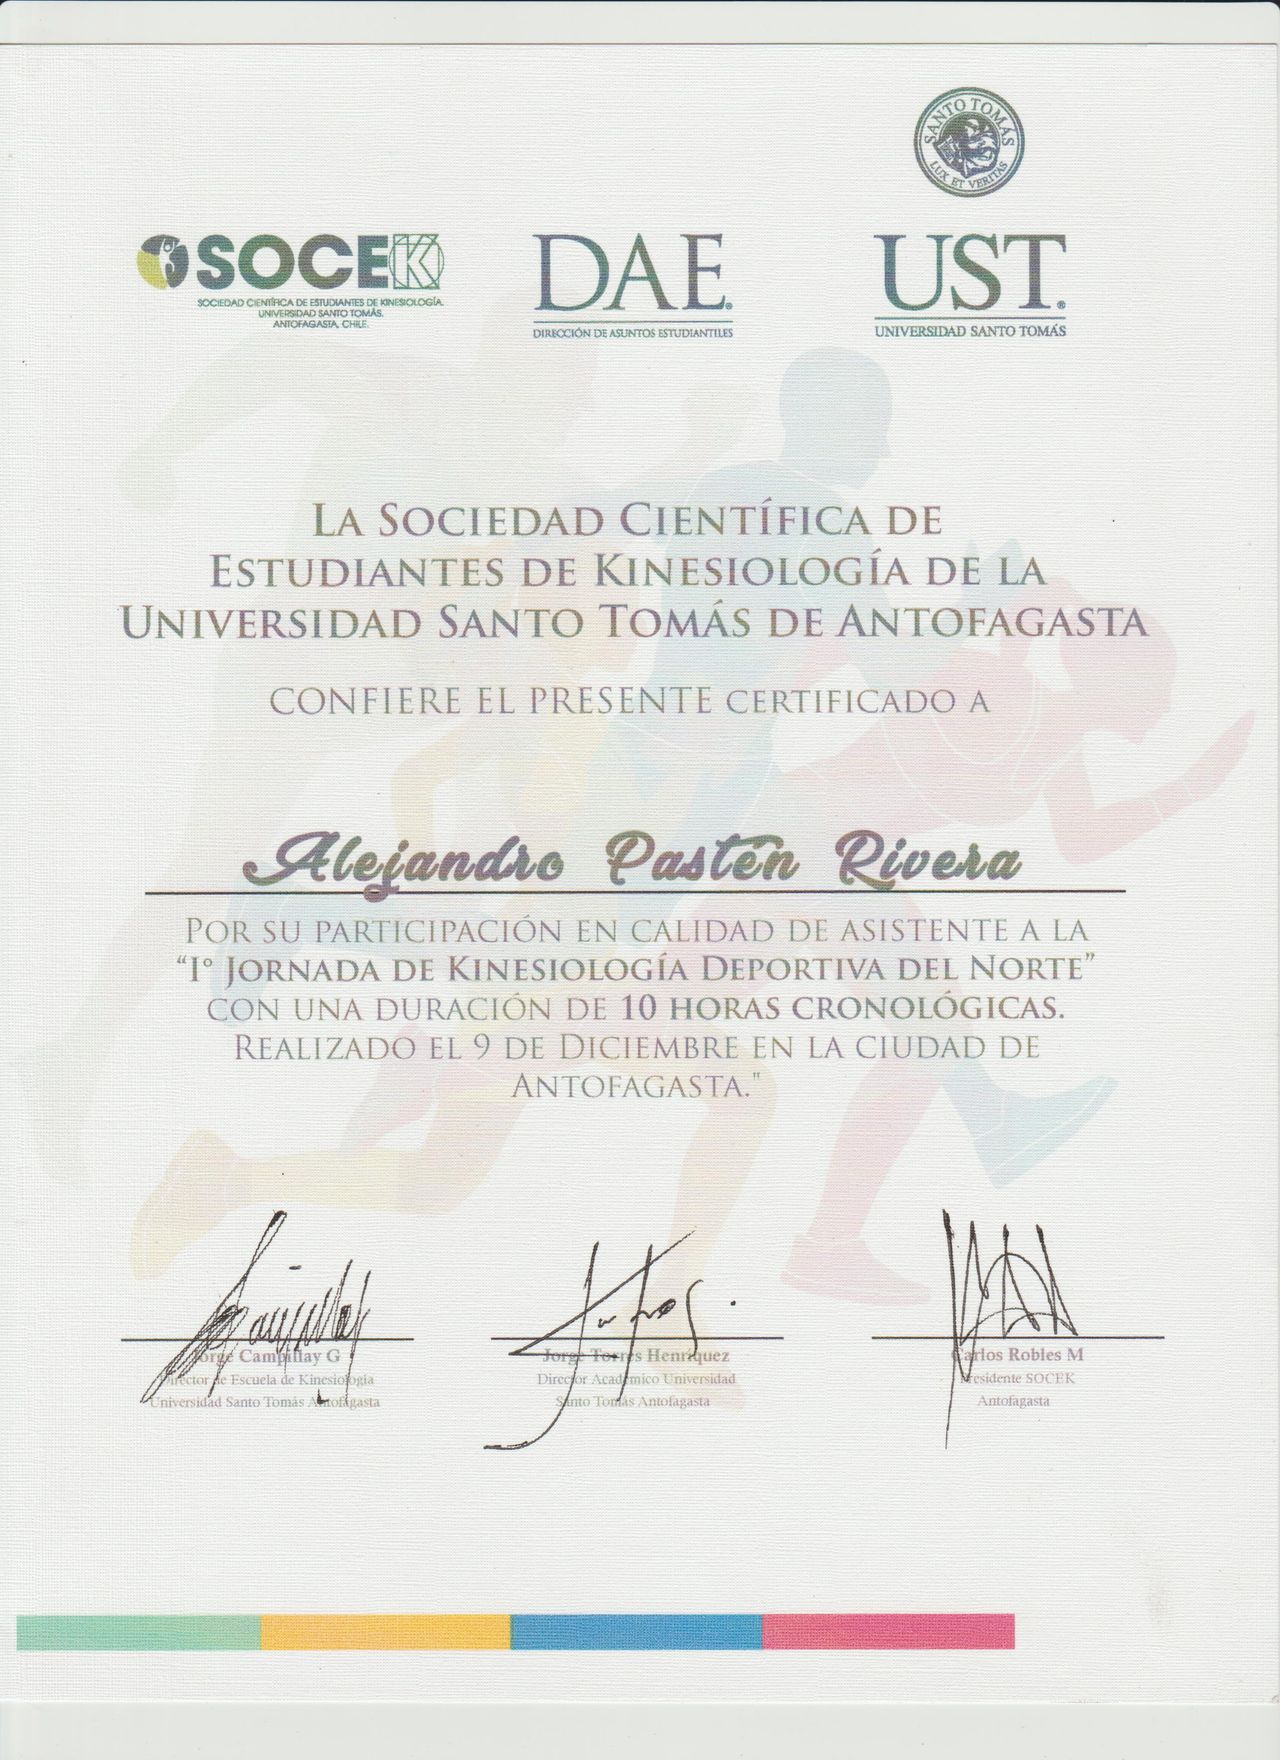 SANTO TOMÁS
LUX ET VERITAS
SOCEK
SOCIEDAD CIENTÍFICA DE ESTUDIANTES DE KINESIOLOGÍA.
UNIVERSIDAD SANTO TOMÁS.
ANTOFAGASTA, CHILE.
DAE
DIRECCIÓN DE ASUNTOS ESTUDIANTILES
UST
UNIVERSIDAD SANTO TOMÁS
LA SOCIEDAD CIENTÍFICA DE
ESTUDIANTES DE KINESIOLOGÍA DE LA
UNIVERSIDAD SANTO TOMÁS DE ANTOFAGASTA
CONFIERE EL PRESENTE CERTIFICADO A
Alejandro Pastén Rivera
POR SU PARTICIPACIÓN EN CALIDAD DE ASISTENTE A LA
“I° JORNADA DE KINESIOLOGÍA DEPORTIVA DEL NORTE”
CON UNA DURACIÓN DE 10 HORAS CRONOLÓGICAS.
REALIZADO EL 9 DE DICIEMBRE EN LA CIUDAD DE
ANTOFAGASTA."
Jorge Campillay G
Director de Escuela de Kinesiología
Universidad Santo Tomás Antofagasta
Jorge Torres Henriquez
Director Academico Universidad
Santo Tomás Antofagasta
Carlos Robles M
Presidente SOCEK
Antofagasta